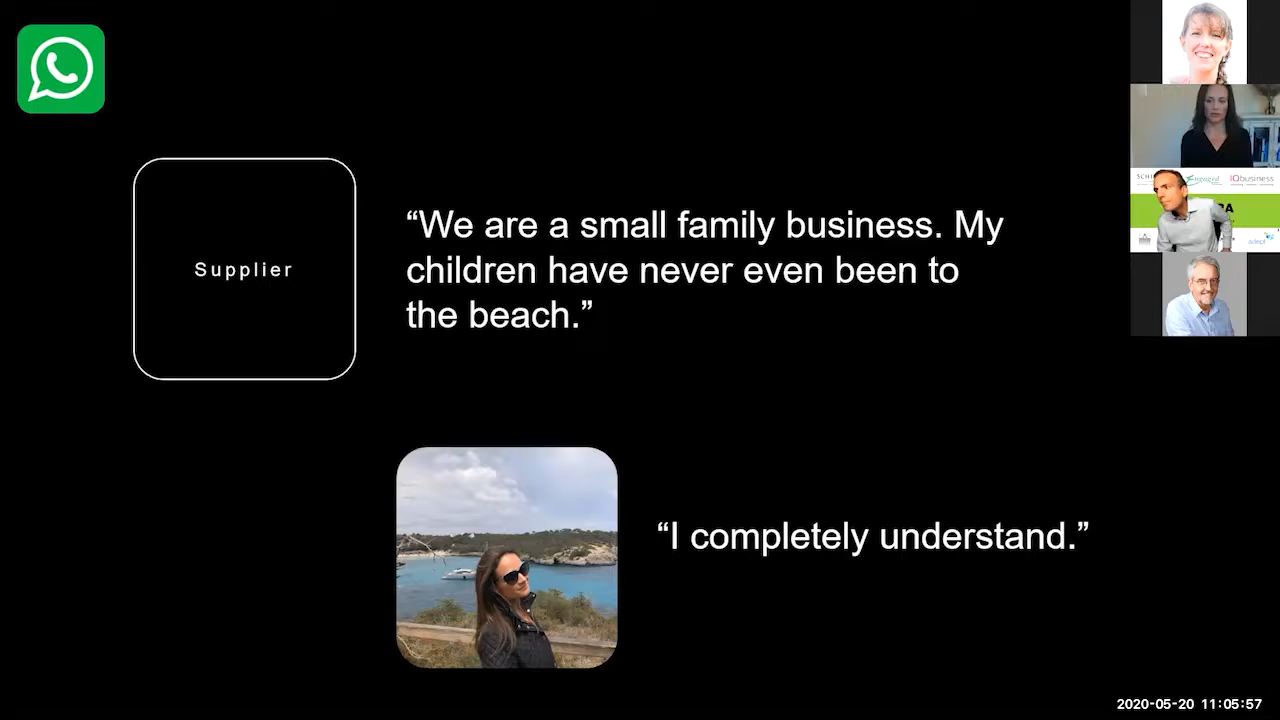 Supplier
“We are a small family business. My
children have never even been to
the beach.”
“I completely understand.”
IQbusiness
2020-05-20 11:05:57